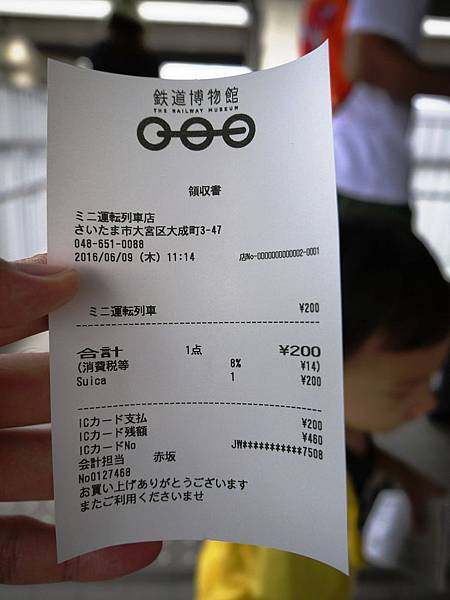 鉄道博物館
THE RAILWAY MUSEUM
領収書
ミニ運転列車店
さいたま市大宮区大成町3-47
048-651-0088
2016/06/09 (木) 11:14 店No-0000000000002-0001
ミニ運転列車 ¥200
合計 1点 ¥200
(消費税等 8% ¥14)
Suica 1 ¥200
ICカード支払 ¥200
ICカード残額 ¥460
ICカードNo JW***********7508
会計担当 赤坂
No0127468
お買い上げありがとうございます
またご利用くださいませ